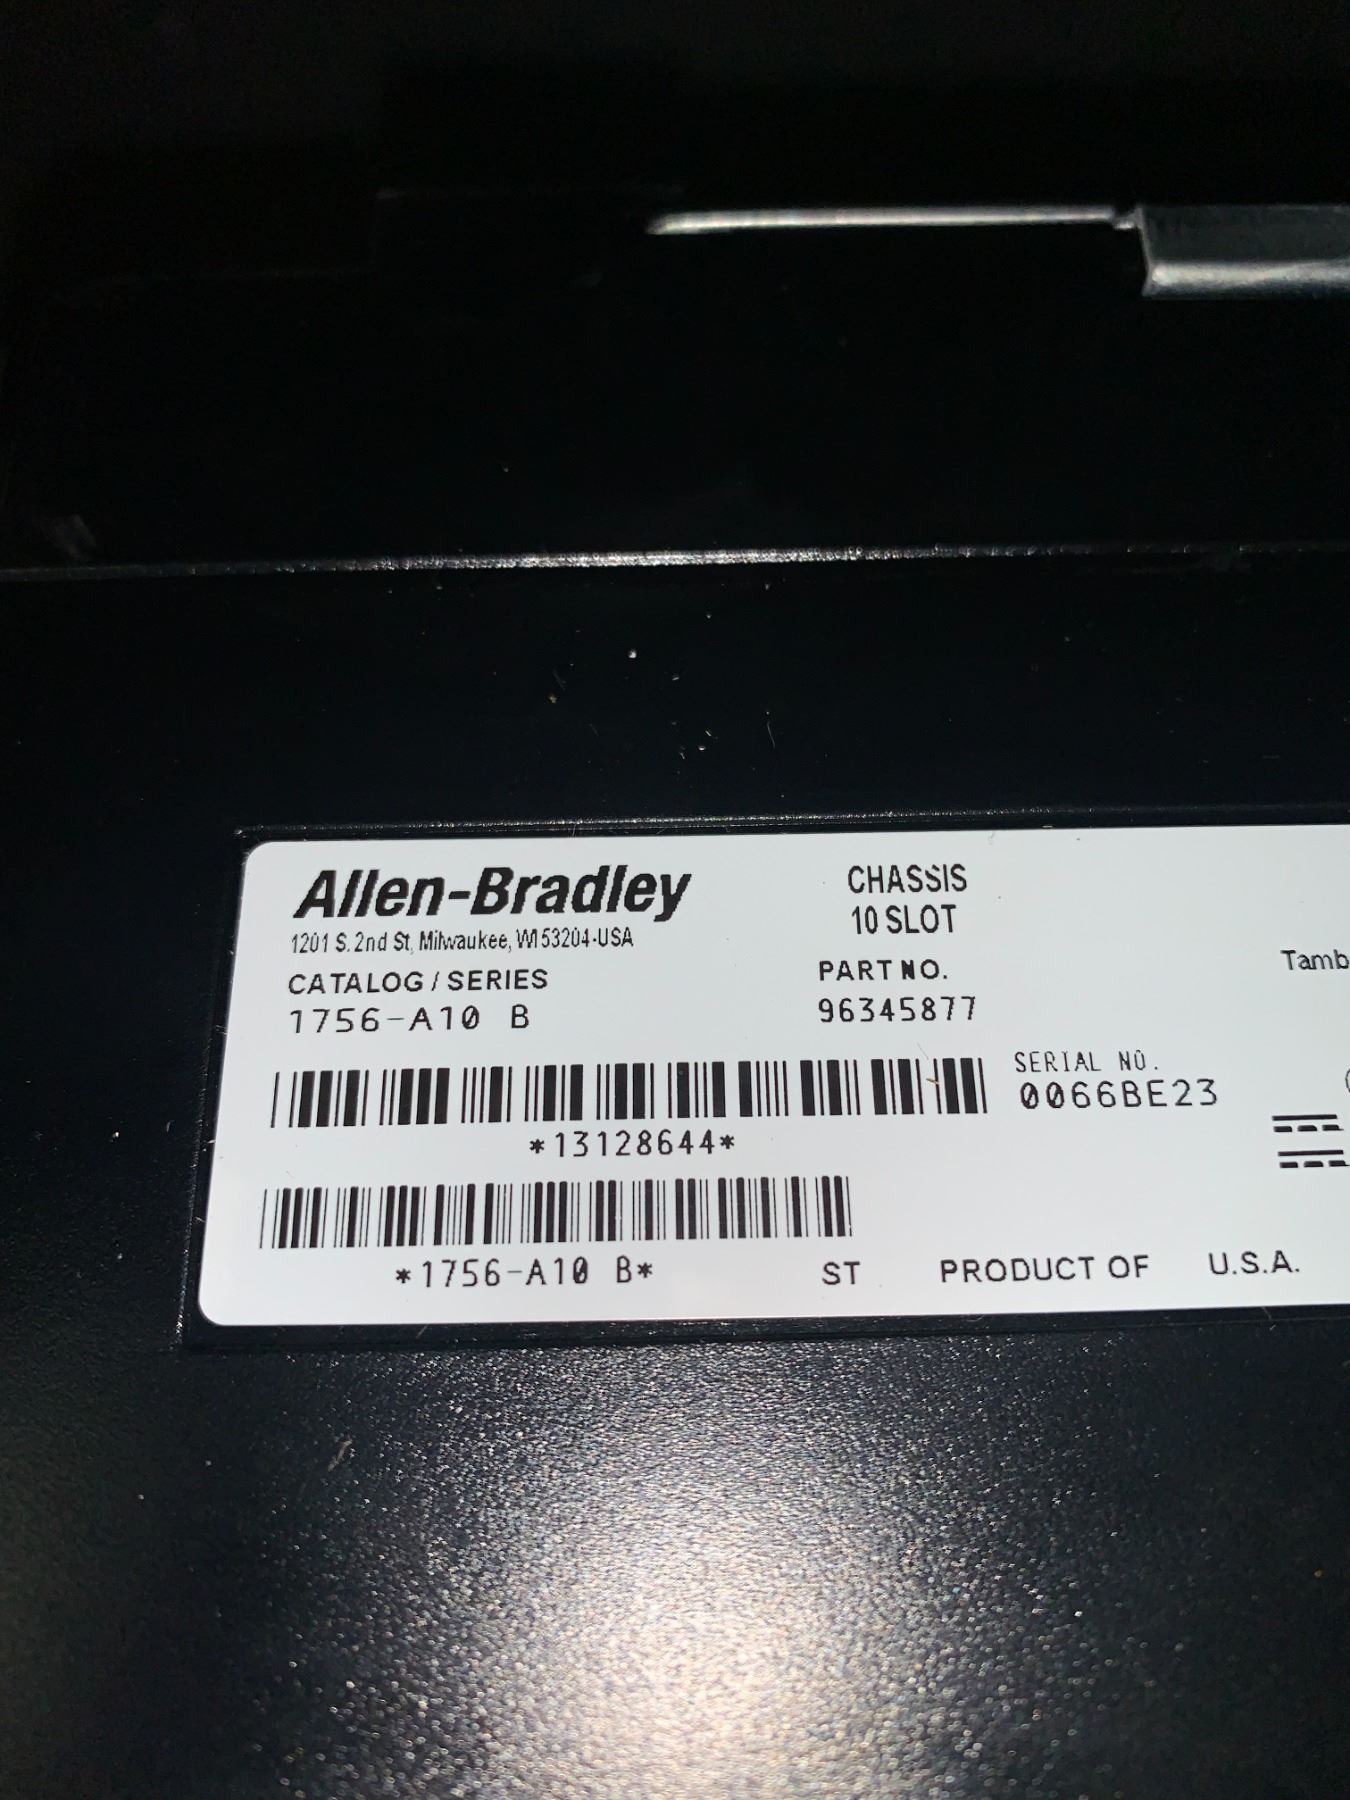 Allen-Bradley
1201 S. 2nd St, Milwaukee, WI 53204-USA
CATALOG / SERIES
1756-A10 B
CHASSIS
10 SLOT
PART NO.
96345877
Tamb
SERIAL NO.
0066BE23
*13128644*
*1756-A10 B*
ST PRODUCT OF U.S.A.